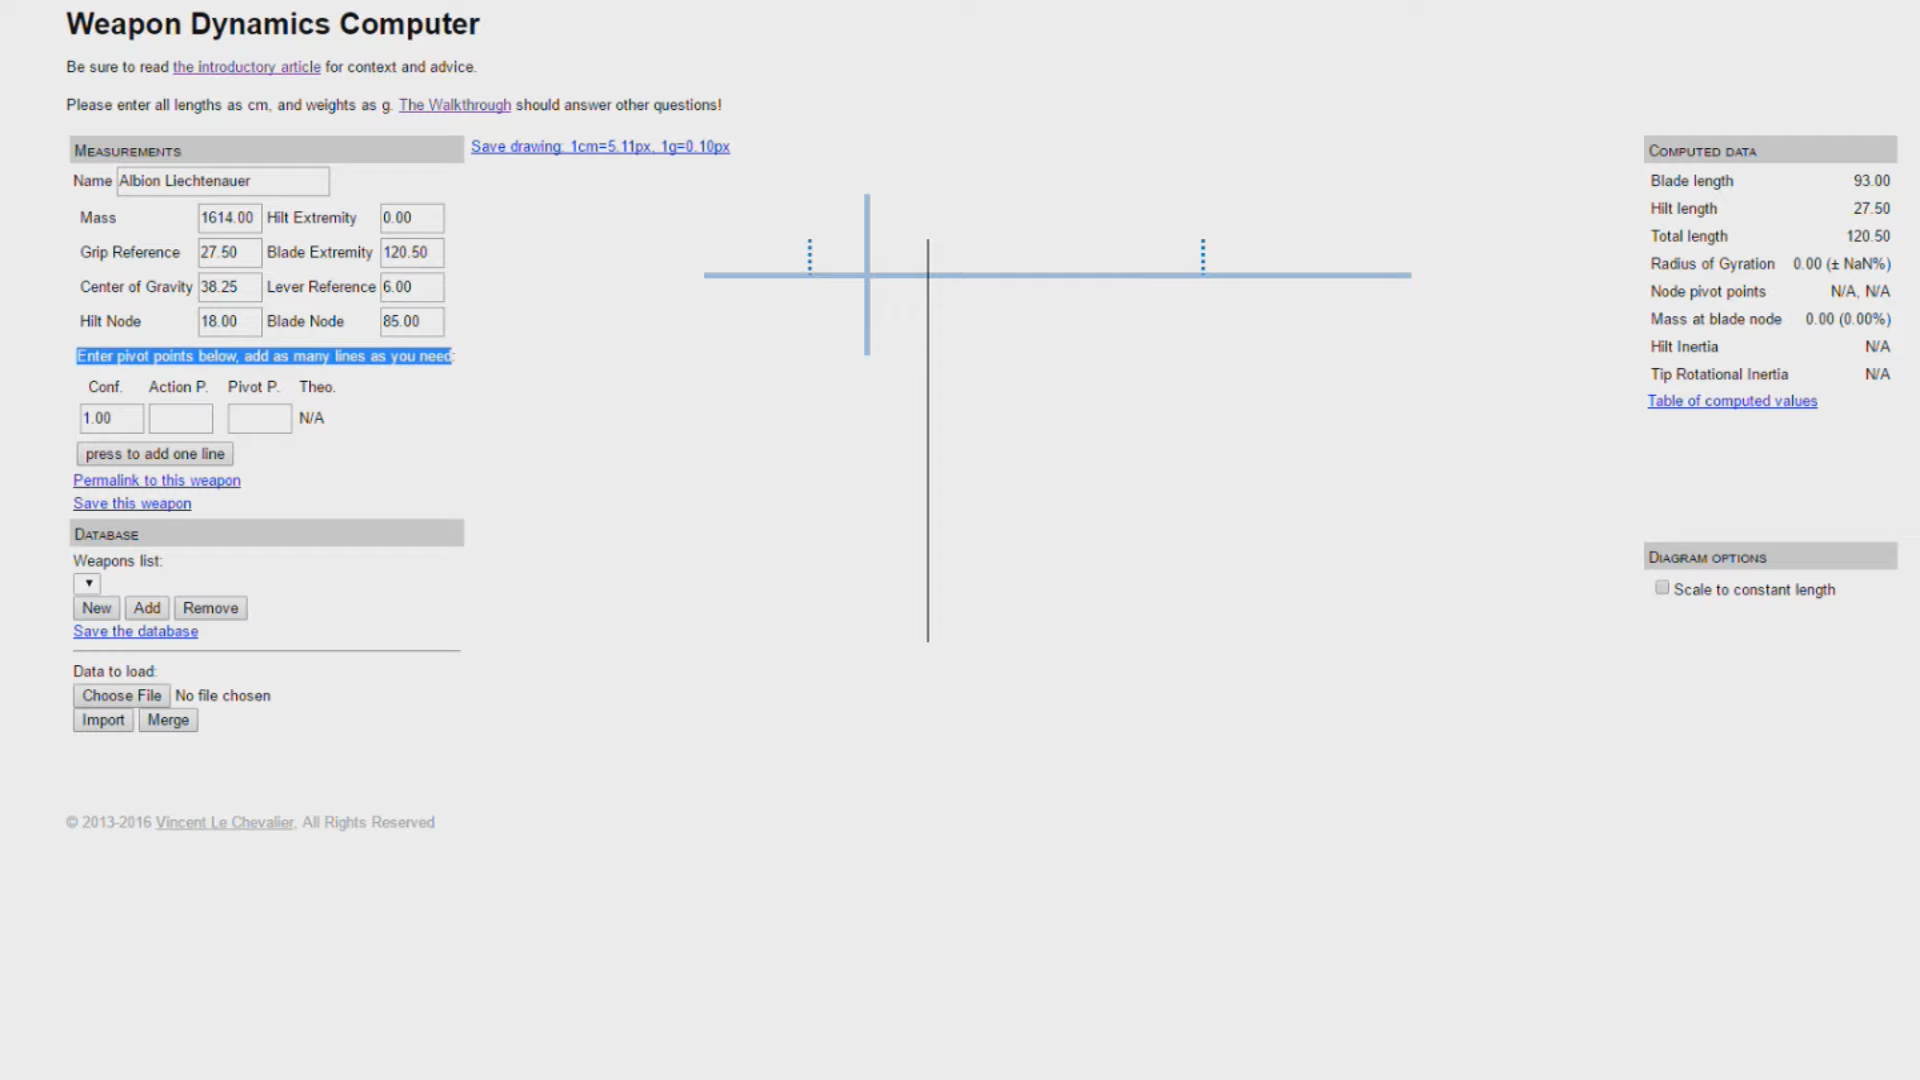 Weapon Dynamics Computer
Be sure to read the introductory article for context and advice.
Please enter all lengths as cm, and weights as g. The Walkthrough should answer other questions!
MEASUREMENTS
Name Albion Liechtenauer
Mass 1614.00 Hilt Extremity 0.00
Grip Reference 27.50 Blade Extremity 120.50
Center of Gravity 38.25 Lever Reference 6.00
Hilt Node 18.00 Blade Node 85.00
Enter pivot points below, add as many lines as you need:
Conf. Action P. Pivot P. Theo.
1.00 N/A
press to add one line
Permalink to this weapon
Save this weapon
DATABASE
Weapons list:
New Add Remove
Save the database
Data to load:
Choose File No file chosen
Import Merge
© 2013-2016 Vincent Le Chevalier, All Rights Reserved
Save drawing: 1cm=5.11px, 1g=0.10px
COMPUTED DATA
Blade length 93.00
Hilt length 27.50
Total length 120.50
Radius of Gyration 0.00 (± NaN%)
Node pivot points N/A, N/A
Mass at blade node 0.00 (0.00%)
Hilt Inertia N/A
Tip Rotational Inertia N/A
Table of computed values
DIAGRAM OPTIONS
Scale to constant length